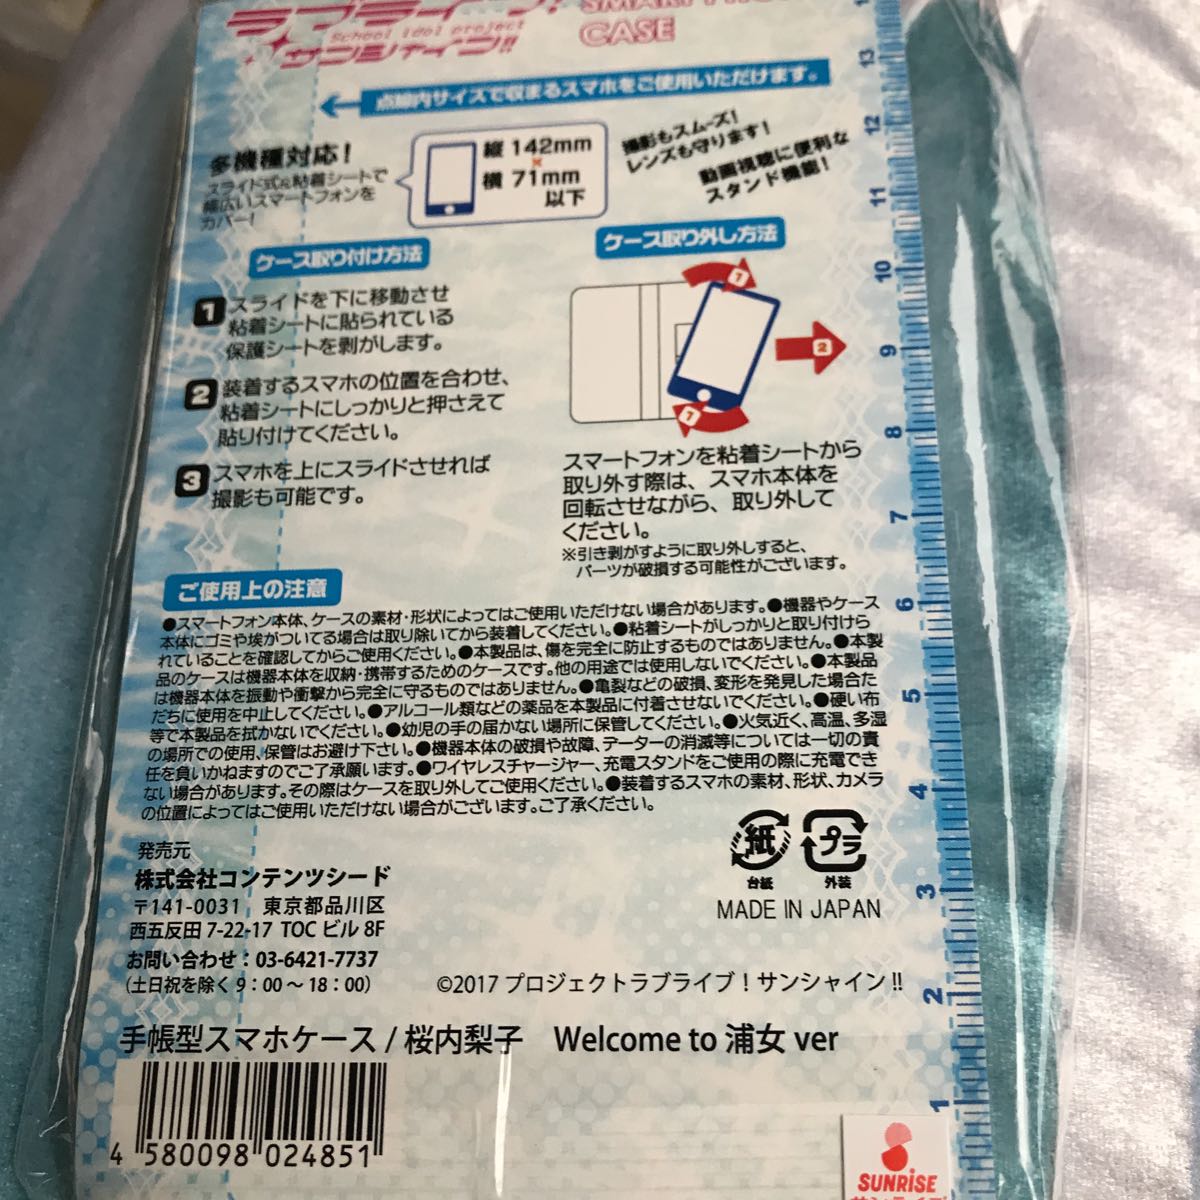 ラブライブ!
School idol project
サンシャイン!!
CASE
点線内サイズで収まるスマホをご使用いただけます。
多機種対応！
スライド式&粘着シートで
幅広いスマートフォンを
カバー！
縦 142mm
×
横 71mm
以下
撮影もスムーズ！
レンズも守ります！
動画視聴に便利な
スタンド機能！
ケース取り付け方法
1 スライドを下に移動させ
粘着シートに貼られている
保護シートを剥がします。
2 装着するスマホの位置を合わせ、
粘着シートにしっかりと押さえて
貼り付けてください。
3 スマホを上にスライドさせれば
撮影も可能です。
ケース取り外し方法
1
2
1
スマートフォンを粘着シートから
取り外す際は、スマホ本体を
回転させながら、取り外して
ください。
※引き剥がすように取り外しすると、
パーツが破損する可能性がございます。
ご使用上の注意
●スマートフォン本体、ケースの素材・形状によってはご使用いただけない場合があります。●機器やケース
本体にゴミや埃がついてる場合は取り除いてから装着してください。●粘着シートがしっかりと取り付けら
れていることを確認してからご使用ください。●本製品は、傷を完全に防止するものではありません。●本製
品のケースは機器本体を収納・携帯するためのケースです。他の用途では使用しないでください。●本製品
は機器本体を振動や衝撃から完全に守るものではありません。●亀裂などの破損、変形を発見した場合た
だちに使用を中止してください。●アルコール類などの薬品を本製品に付着させないでください。●硬い布
等で本製品を拭かないでください。●幼児の手の届かない場所に保管してください。●火気近く、高温、多湿
の場所での使用、保管はお避け下さい。●機器本体の破損や故障、データーの消滅等については一切の責
任を負いかねますのでご了承願います。●ワイヤレスチャージャー、充電スタンドをご使用の際に充電でき
ない場合があります。その際はケースを取り外してご使用ください。●装着するスマホの素材、形状、カメラ
の位置によってはご使用いただけない場合がございます。ご了承ください。
発売元
株式会社コンテンツシード
〒141-0031 東京都品川区
西五反田 7-22-17 TOC ビル 8F
お問い合わせ：03-6421-7737
（土日祝を除く 9：00～18：00）
紙
台紙
プラ
外装
MADE IN JAPAN
©2017 プロジェクトラブライブ！サンシャイン!!
手帳型スマホケース / 桜内梨子 Welcome to 浦女 ver
4 580098 024851
SUNRISE
13
12
11
10
9
8
7
6
5
4
3
2
1